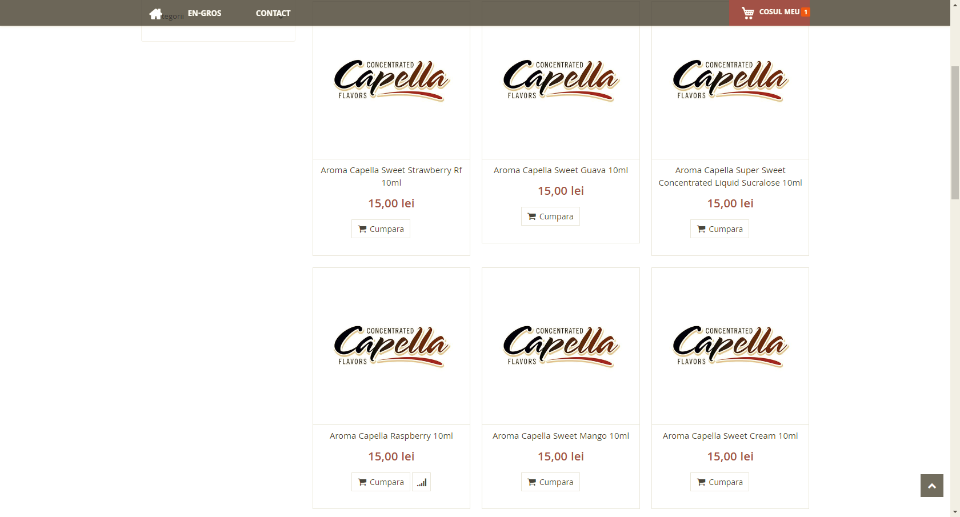 EN-GROS
CONTACT
COSUL MEU 1
CONCENTRATED
Capella
FLAVORS
CONCENTRATED
Capella
FLAVORS
CONCENTRATED
Capella
FLAVORS
Aroma Capella Sweet Strawberry Rf
10ml
15,00 lei
Cumpara
Aroma Capella Sweet Guava 10ml
15,00 lei
Cumpara
Aroma Capella Super Sweet
Concentrated Liquid Sucralose 10ml
15,00 lei
Cumpara
CONCENTRATED
Capella
FLAVORS
CONCENTRATED
Capella
FLAVORS
CONCENTRATED
Capella
FLAVORS
Aroma Capella Raspberry 10ml
15,00 lei
Cumpara
Aroma Capella Sweet Mango 10ml
15,00 lei
Cumpara
Aroma Capella Sweet Cream 10ml
15,00 lei
Cumpara